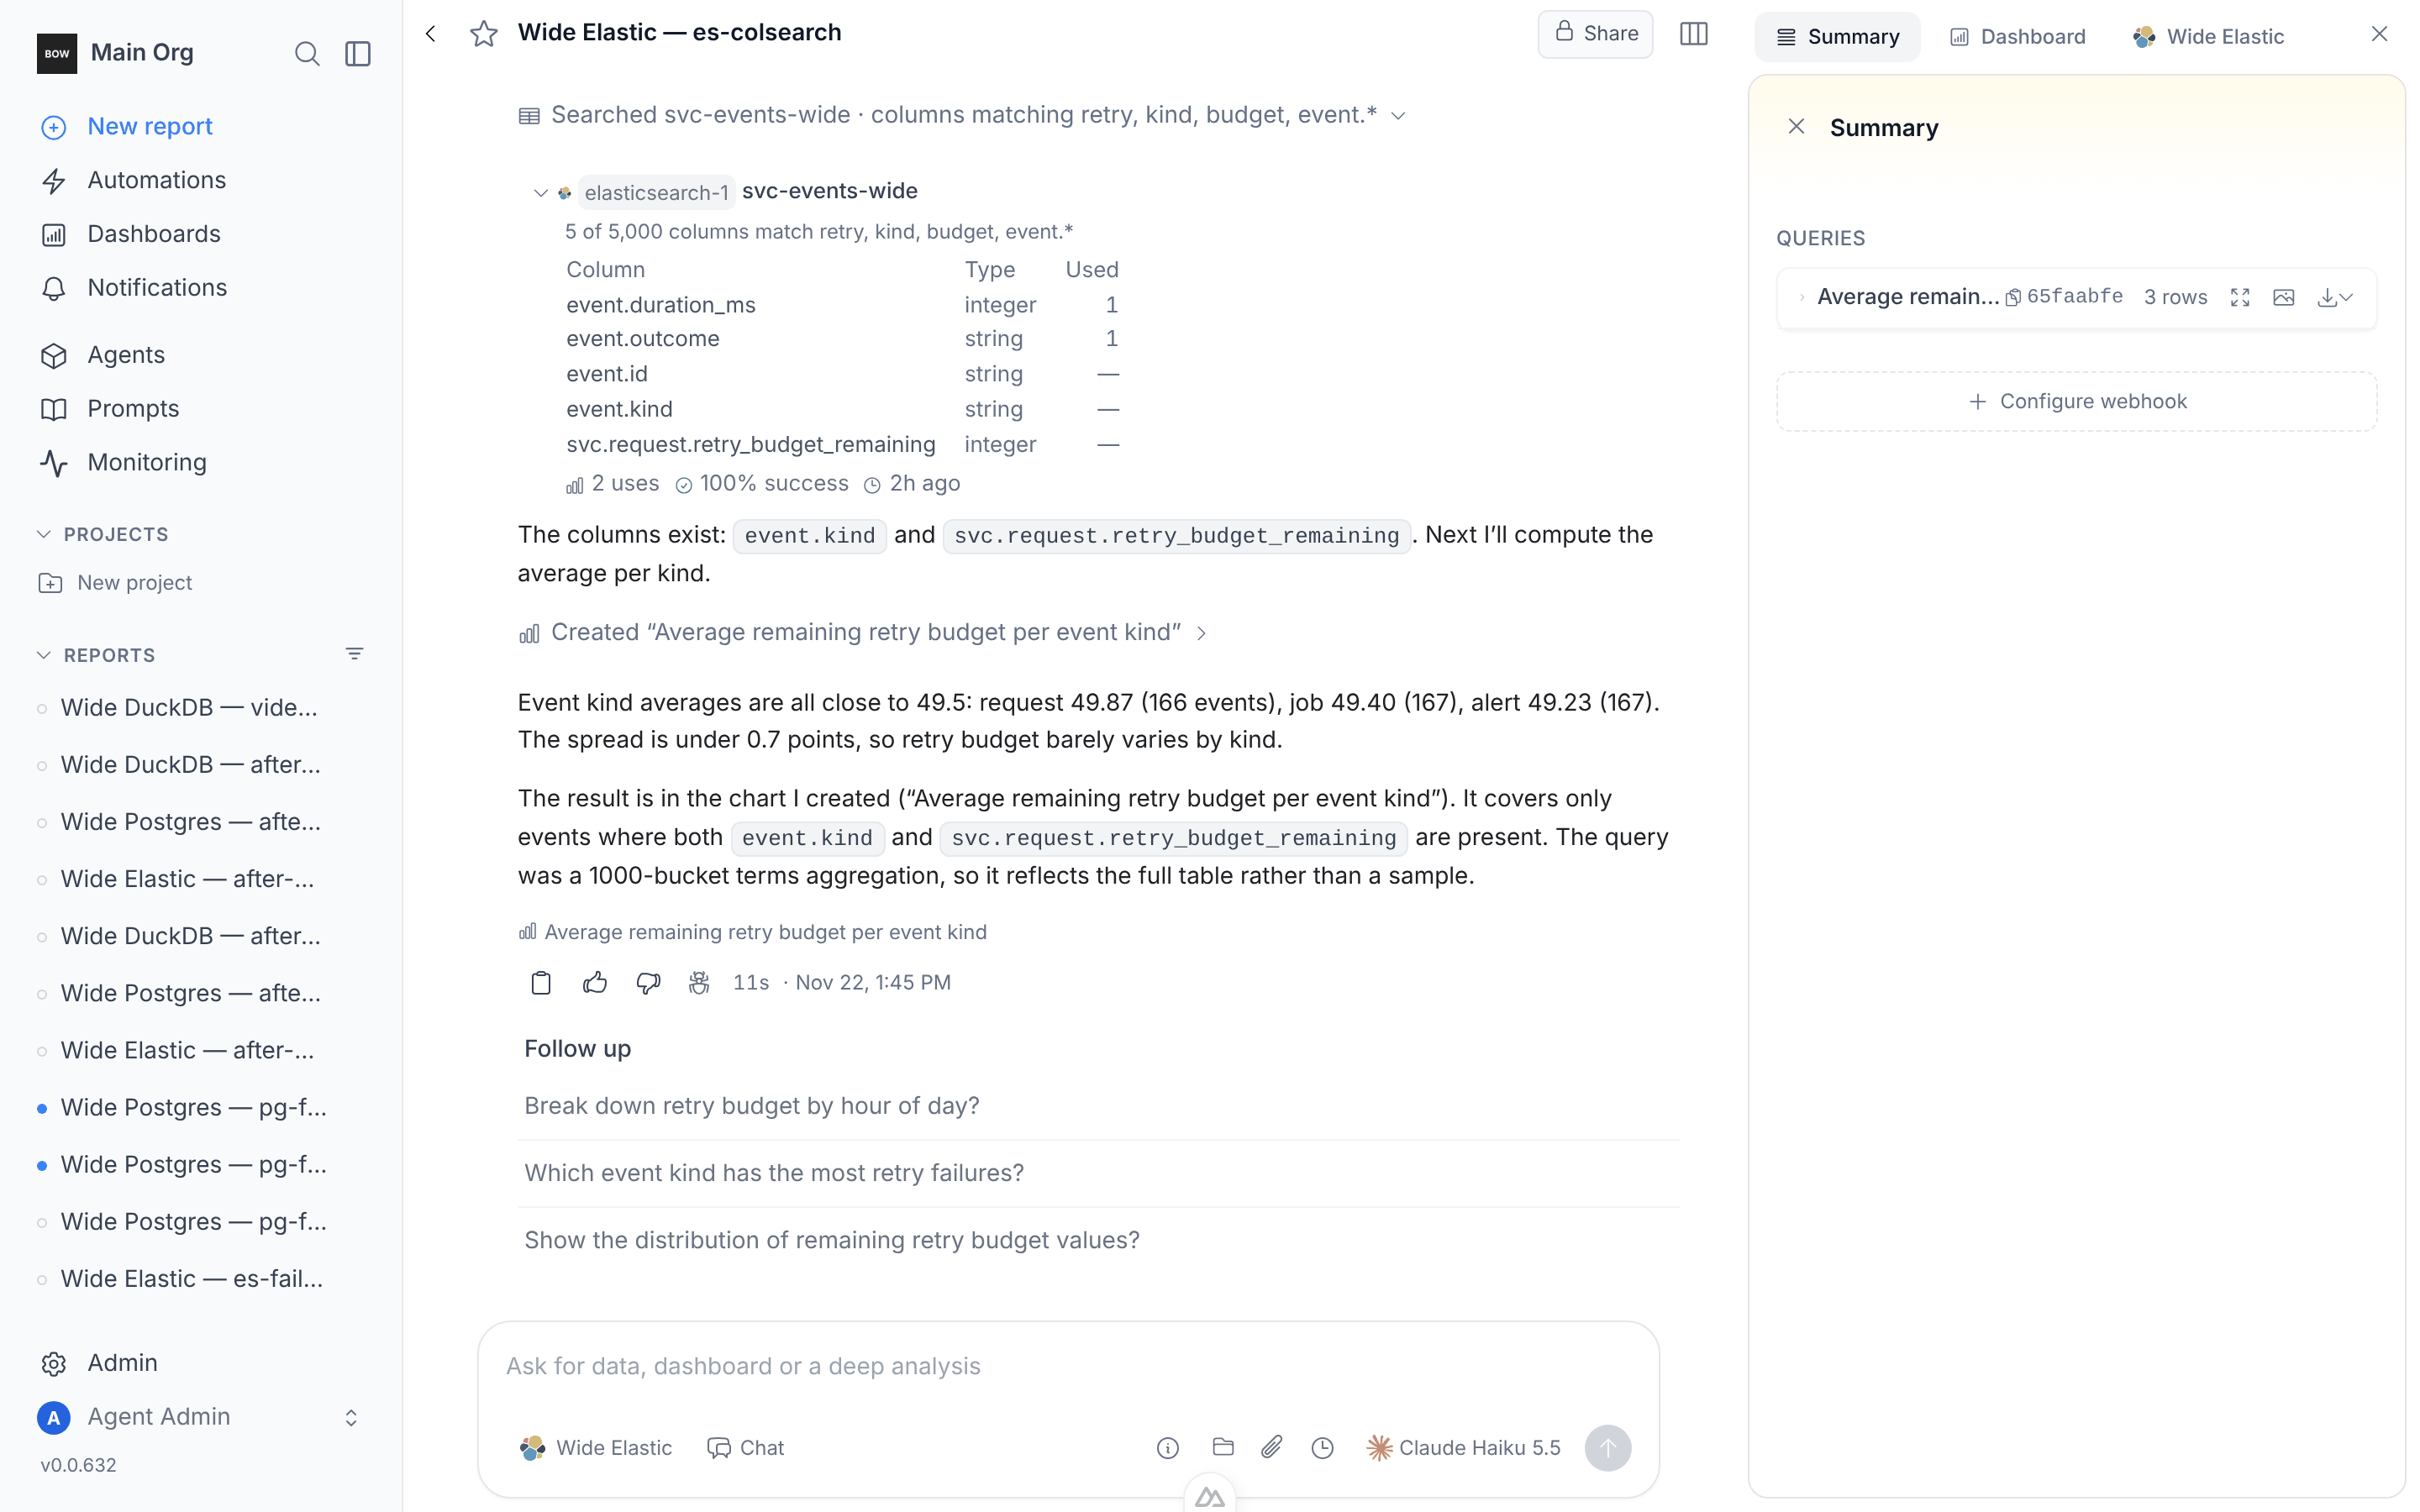 BOW
Main Org
New report
Automations
Dashboards
Notifications
Agents
Prompts
Monitoring
PROJECTS
New project
REPORTS
Wide DuckDB — vide...
Wide DuckDB — after...
Wide Postgres — afte...
Wide Elastic — after-...
Wide DuckDB — after...
Wide Postgres — afte...
Wide Elastic — after-...
Wide Postgres — pg-f...
Wide Postgres — pg-f...
Wide Postgres — pg-f...
Wide Elastic — es-fail...
Admin
A Agent Admin
v0.0.632
Wide Elastic — es-colsearch
Share
Searched svc-events-wide · columns matching retry, kind, budget, event.*
elasticsearch-1 svc-events-wide
5 of 5,000 columns match retry, kind, budget, event.*
Column Type Used
event.duration_ms integer 1
event.outcome string 1
event.id string —
event.kind string —
svc.request.retry_budget_remaining integer —
2 uses 100% success 2h ago
The columns exist: event.kind and svc.request.retry_budget_remaining. Next I’ll compute the
average per kind.
Created “Average remaining retry budget per event kind”
Event kind averages are all close to 49.5: request 49.87 (166 events), job 49.40 (167), alert 49.23 (167).
The spread is under 0.7 points, so retry budget barely varies by kind.
The result is in the chart I created (“Average remaining retry budget per event kind”). It covers only
events where both event.kind and svc.request.retry_budget_remaining are present. The query
was a 1000-bucket terms aggregation, so it reflects the full table rather than a sample.
Average remaining retry budget per event kind
11s · Nov 22, 1:45 PM
Follow up
Break down retry budget by hour of day?
Which event kind has the most retry failures?
Show the distribution of remaining retry budget values?
Ask for data, dashboard or a deep analysis
Wide Elastic Chat Claude Haiku 5.5
Summary Dashboard Wide Elastic
Summary
QUERIES
Average remain... 65faabfe 3 rows
Configure webhook